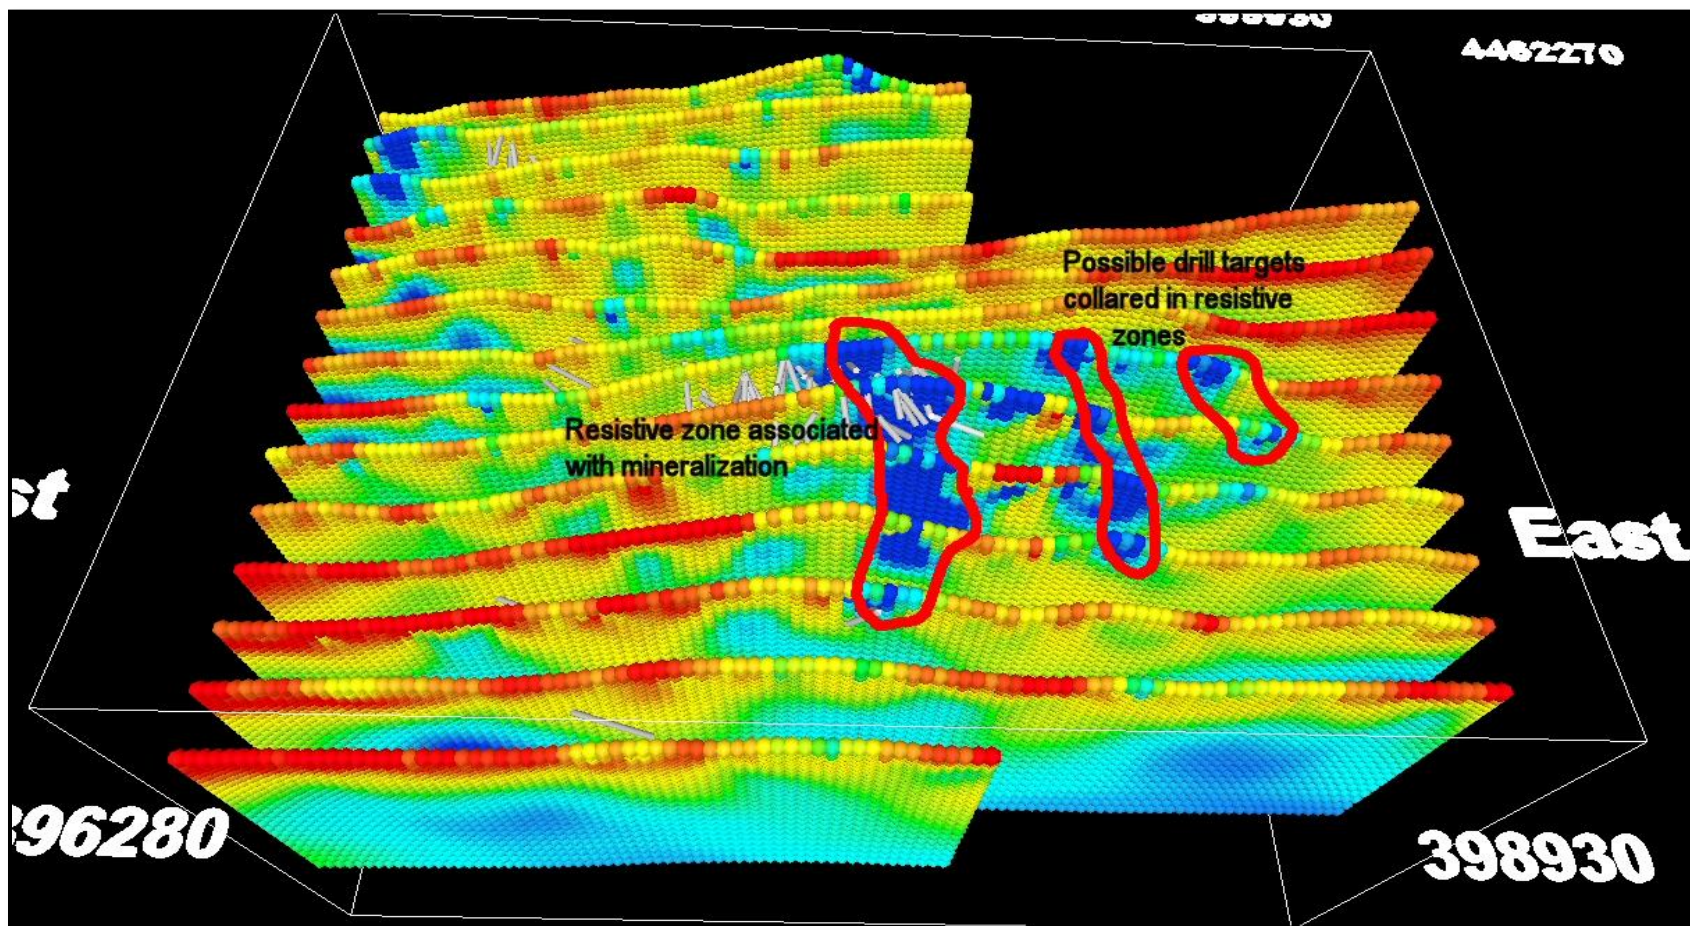 4462270
Possible drill targets
collared in resistive
zones
Resistive zone associated
with mineralization
East
398930